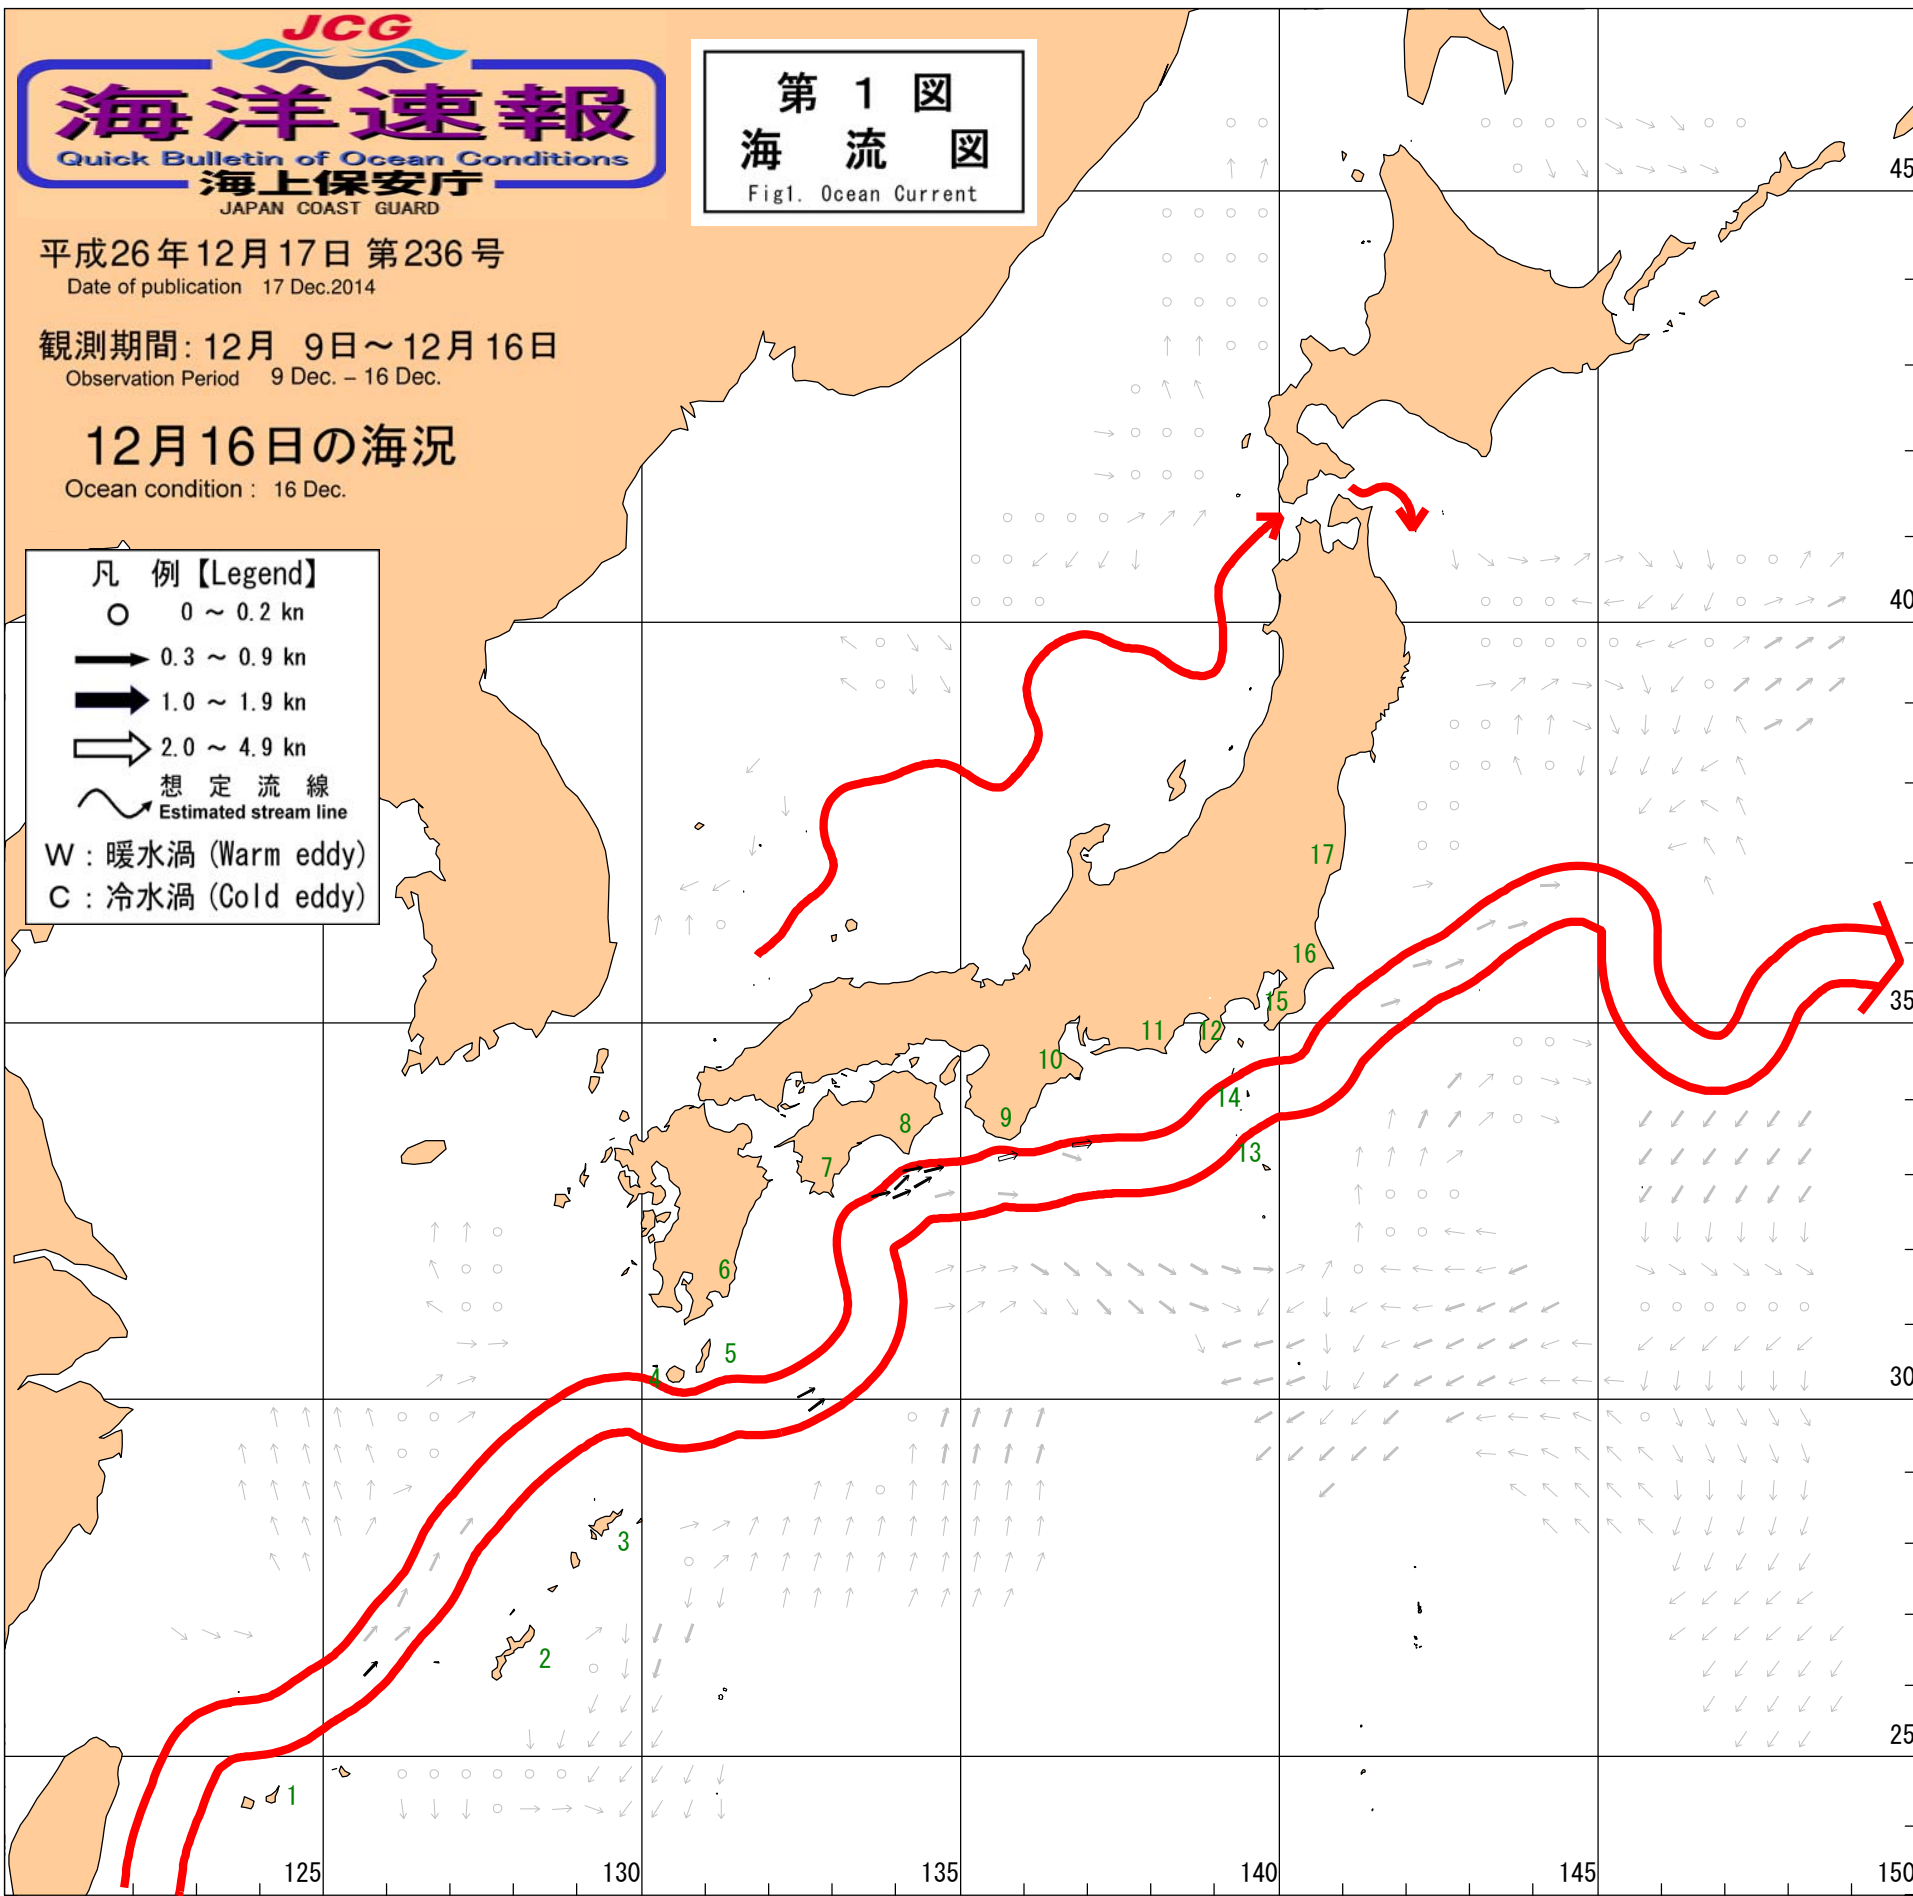 JCG
海洋速報
Quick Bulletin of Ocean Conditions
海上保安庁
JAPAN COAST GUARD
第 1 図
海 流 図
Fig1. Ocean Current
平成26年12月17日 第236号
Date of publication 17 Dec.2014
観測期間: 12月 9日～12月16日
Observation Period 9 Dec. – 16 Dec.
12月16日の海況
Ocean condition : 16 Dec.
凡 例【Legend】
0 ～ 0.2 kn
0.3 ～ 0.9 kn
1.0 ～ 1.9 kn
2.0 ～ 4.9 kn
想 定 流 線
Estimated stream line
W : 暖水渦 (Warm eddy)
C : 冷水渦 (Cold eddy)
45
40
35
30
25
17
16
15
12
11
10
14
9
8
13
7
6
5
4
3
2
1
125
130
135
140
145
150